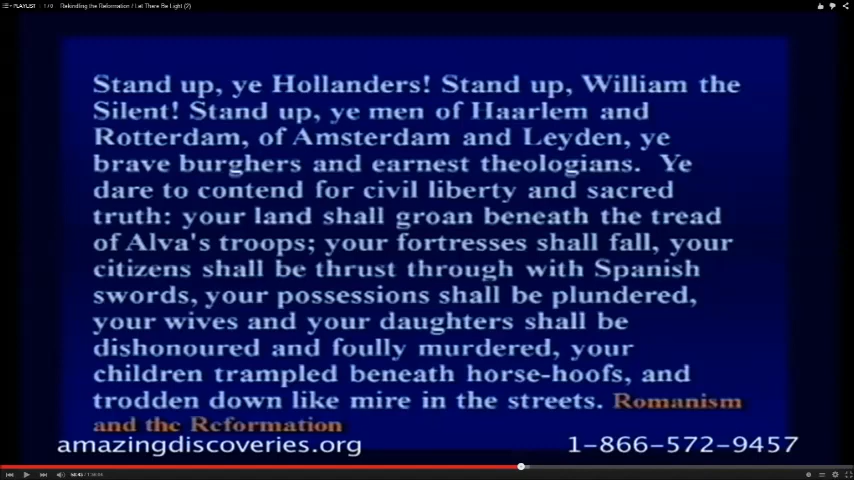 PLAYLIST 1/0 Rekindling the Reformation / Let There Be Light (2)
Stand up, ye Hollanders! Stand up, William the
Silent! Stand up, ye men of Haarlem and
Rotterdam, of Amsterdam and Leyden, ye
brave burghers and earnest theologians. Ye
dare to contend for civil liberty and sacred
truth: your land shall groan beneath the tread
of Alva's troops; your fortresses shall fall, your
citizens shall be thrust through with Spanish
swords, your possessions shall be plundered,
your wives and your daughters shall be
dishonoured and foully murdered, your
children trampled beneath horse-hoofs, and
trodden down like mire in the streets. Romanism
and the Reformation
amazingdiscoveries.org 1-866-572-9457